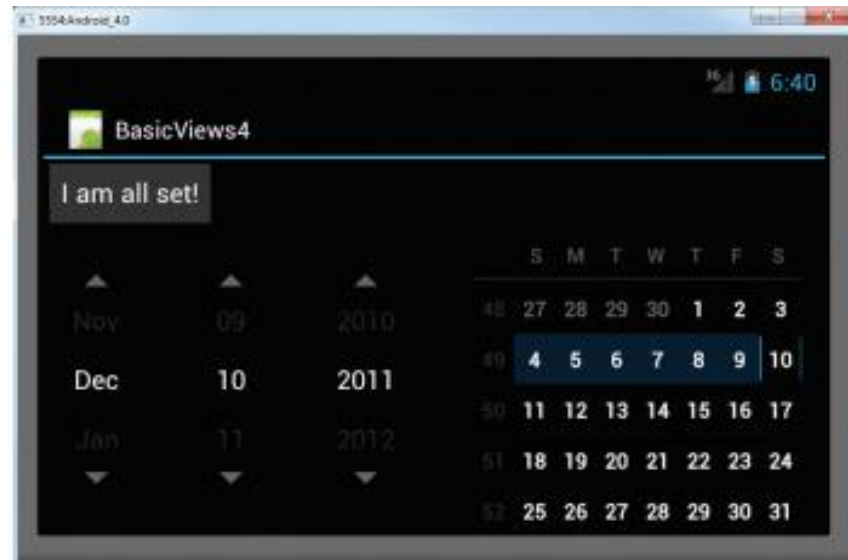 5554:Android_4.0
3G 6:40
BasicViews4
I am all set!
S M T W T F S
Nov 09 2010
48 27 28 29 30 1 2 3
Dec 10 2011
49 4 5 6 7 8 9 10
50 11 12 13 14 15 16 17
Jan 11 2012
51 18 19 20 21 22 23 24
52 25 26 27 28 29 30 31